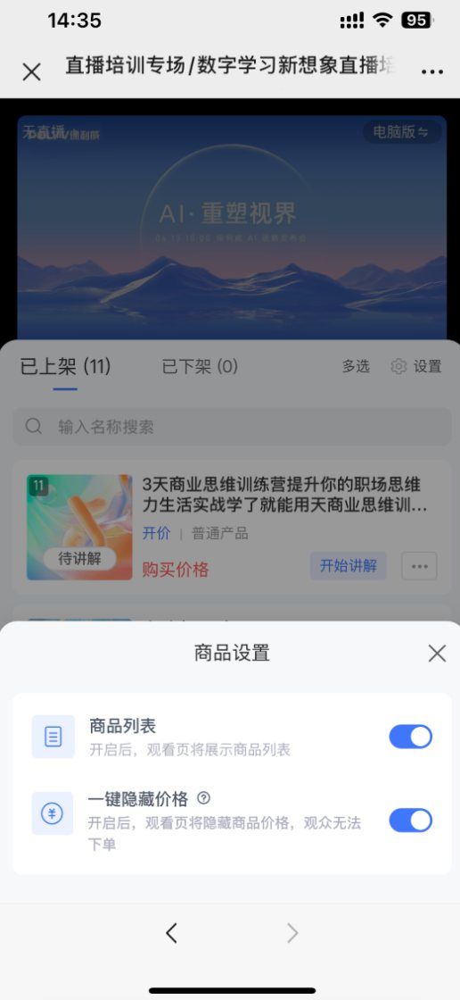 14:35
95
直播培训专场/数字学习新想象直播培
无直播
电脑版
AI·重塑视界
已上架 (11)
已下架 (0)
多选
设置
输入名称搜索
11
3天商业思维训练营提升你的职场思维
力生活实战学了就能用天商业思维训...
待讲解
开价 | 普通产品
购买价格
开始讲解
商品设置
商品列表
开启后，观看页将展示商品列表
一键隐藏价格
开启后，观看页将隐藏商品价格，观众无法
下单